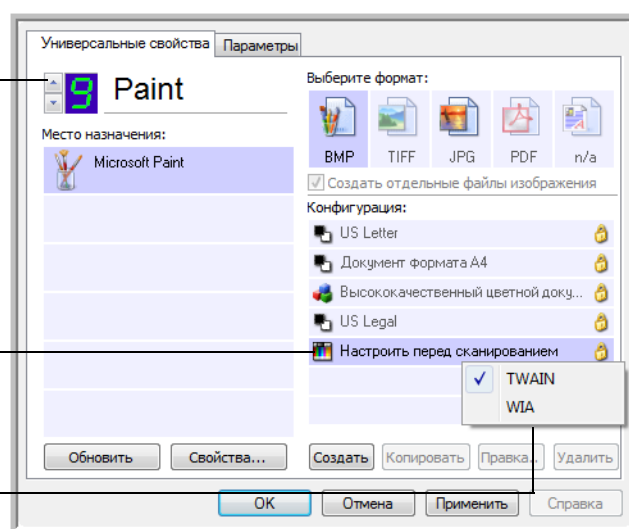 Универсальные свойства Параметры
9 Paint
Место назначения:
Microsoft Paint
Обновить Свойства...
Выберите формат:
BMP TIFF JPG PDF n/a
Создать отдельные файлы изображения
Конфигурация:
US Letter
Документ формата A4
Высококачественный цветной доку...
US Legal
Настроить перед сканированием
TWAIN
WIA
Создать Копировать Правка... Удалить
OK Отмена Применить Справка